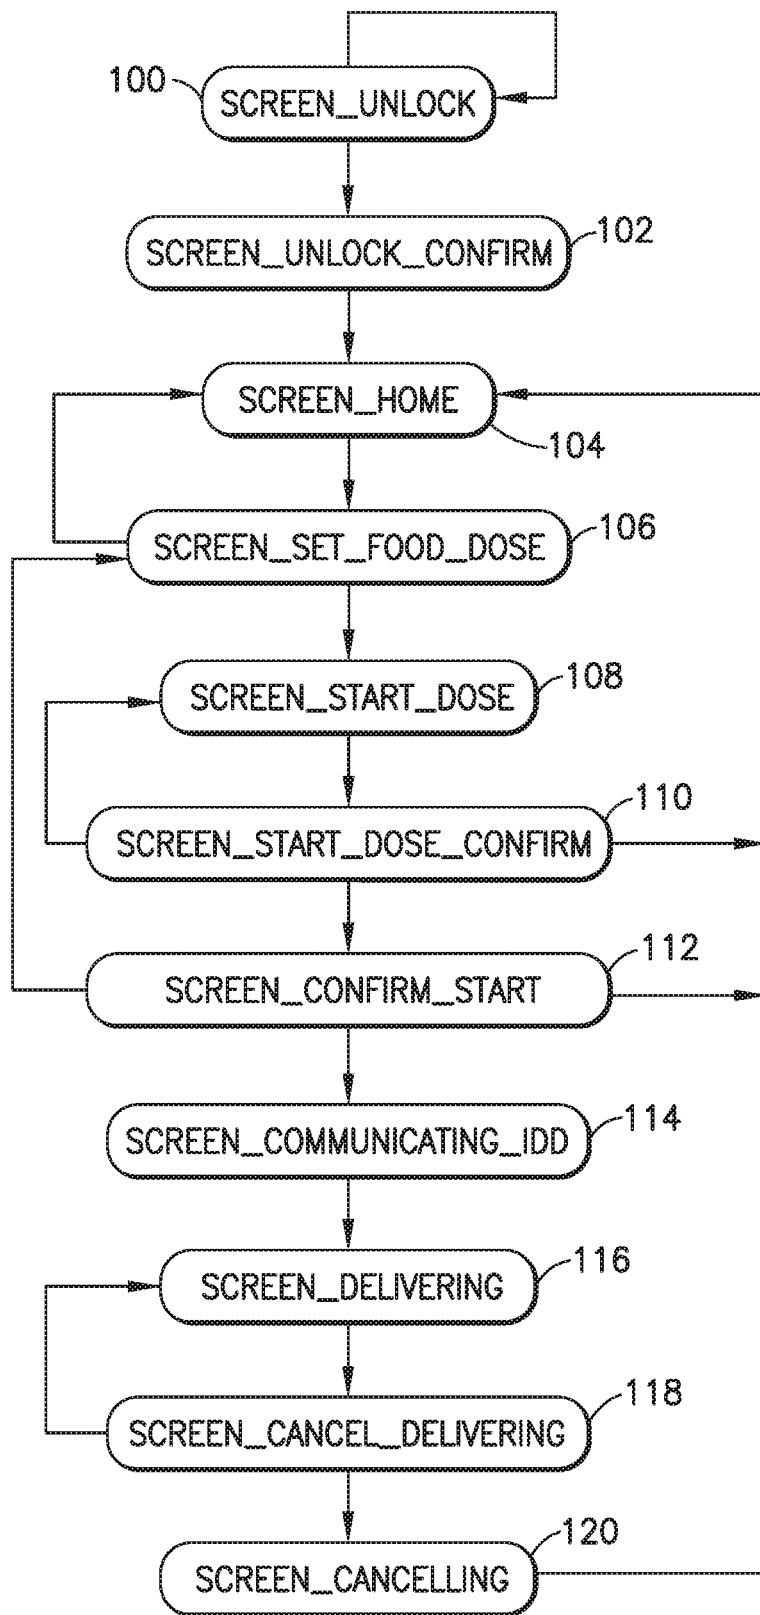 100
SCREEN_UNLOCK
102
SCREEN_UNLOCK_CONFIRM
SCREEN_HOME
104
106
SCREEN_SET_FOOD_DOSE
108
SCREEN_START_DOSE
110
SCREEN_START_DOSE_CONFIRM
112
SCREEN_CONFIRM_START
114
SCREEN_COMMUNICATING_IDD
116
SCREEN_DELIVERING
118
SCREEN_CANCEL_DELIVERING
120
SCREEN_CANCELLING